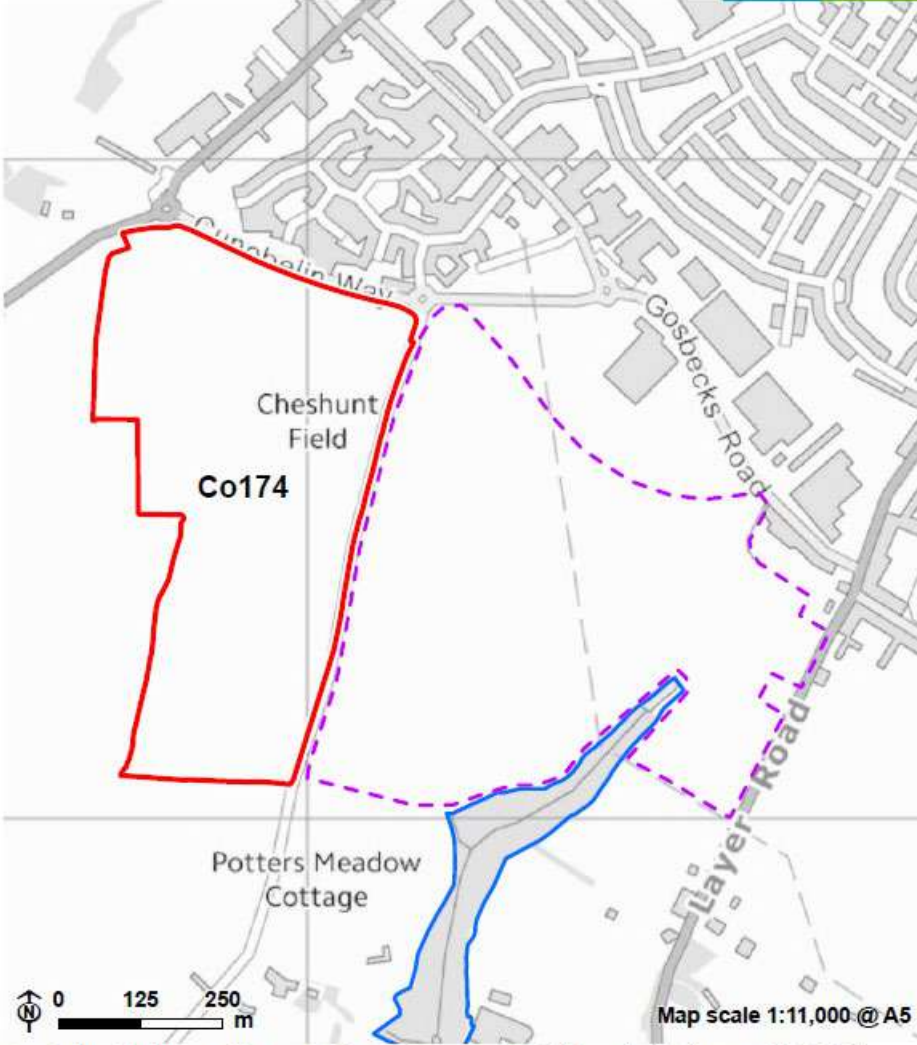 Cunobelin Way
Gosbecks Road
Cheshunt
Field
Co174
Layer Road
Potters Meadow
Cottage
N
0 125 250
m
Map scale 1:11,000 @ A5